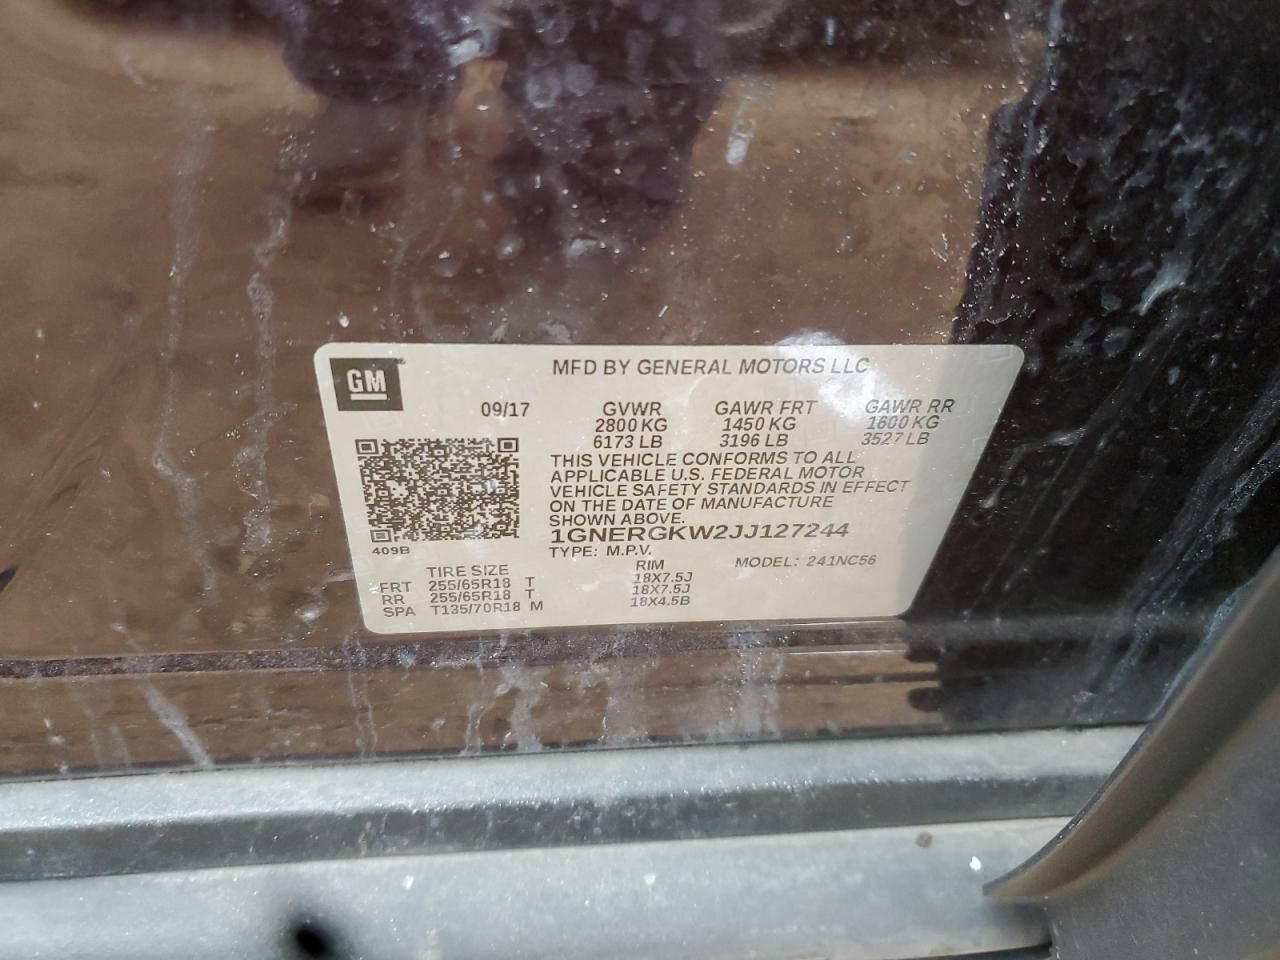 GM
MFD BY GENERAL MOTORS LLC
09/17 GVWR GAWR FRT GAWR RR
2800 KG 1450 KG 1600 KG
6173 LB 3196 LB 3527 LB
THIS VEHICLE CONFORMS TO ALL
APPLICABLE U.S. FEDERAL MOTOR
VEHICLE SAFETY STANDARDS IN EFFECT
ON THE DATE OF MANUFACTURE
SHOWN ABOVE.
1GNERGKW2JJ127244
409B
TYPE: M.P.V. MODEL: 241NC56
TIRE SIZE RIM
FRT 255/65R18 T 18X7.5J
RR 255/65R18 T 18X7.5J
SPA T135/70R18 M 18X4.5B